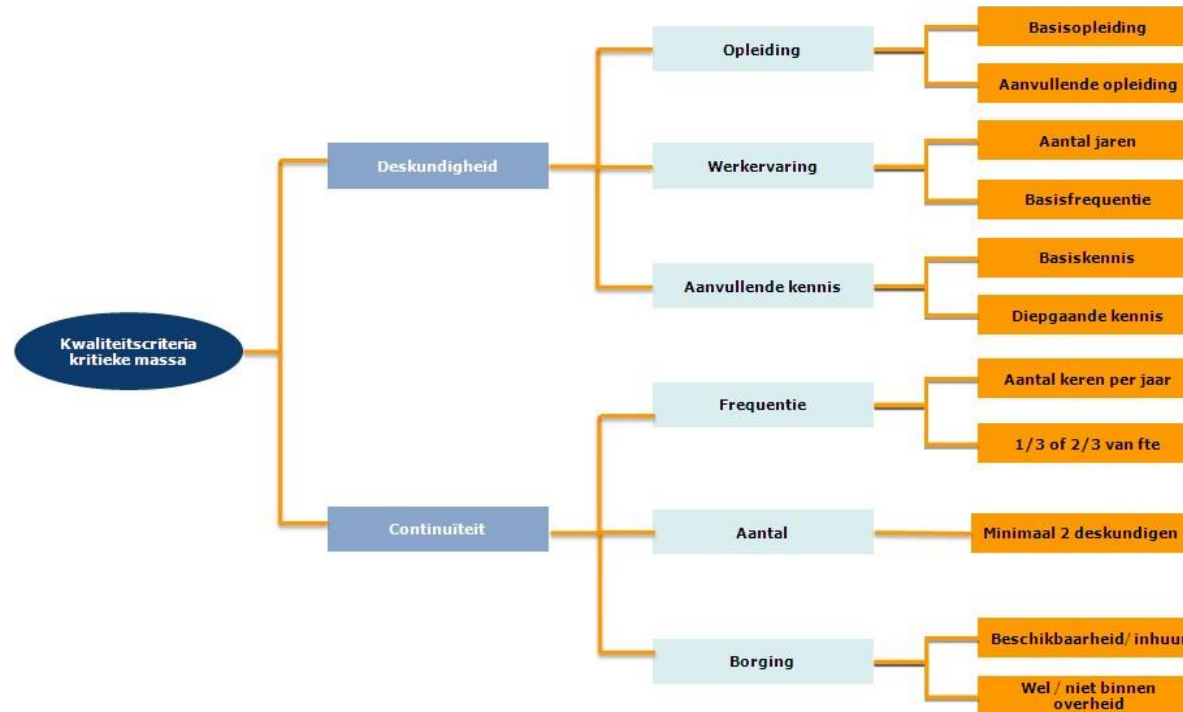 Kwaliteitscriteria
kritieke massa
Deskundigheid
Opleiding
Basisopleiding
Aanvullende opleiding
Werkervaring
Aantal jaren
Basisfrequentie
Aanvullende kennis
Basiskennis
Diepgaande kennis
Continuïteit
Frequentie
Aantal keren per jaar
1/3 of 2/3 van fte
Aantal
Minimaal 2 deskundigen
Borging
Beschikbaarheid/ inhuur
Wel / niet binnen
overheid